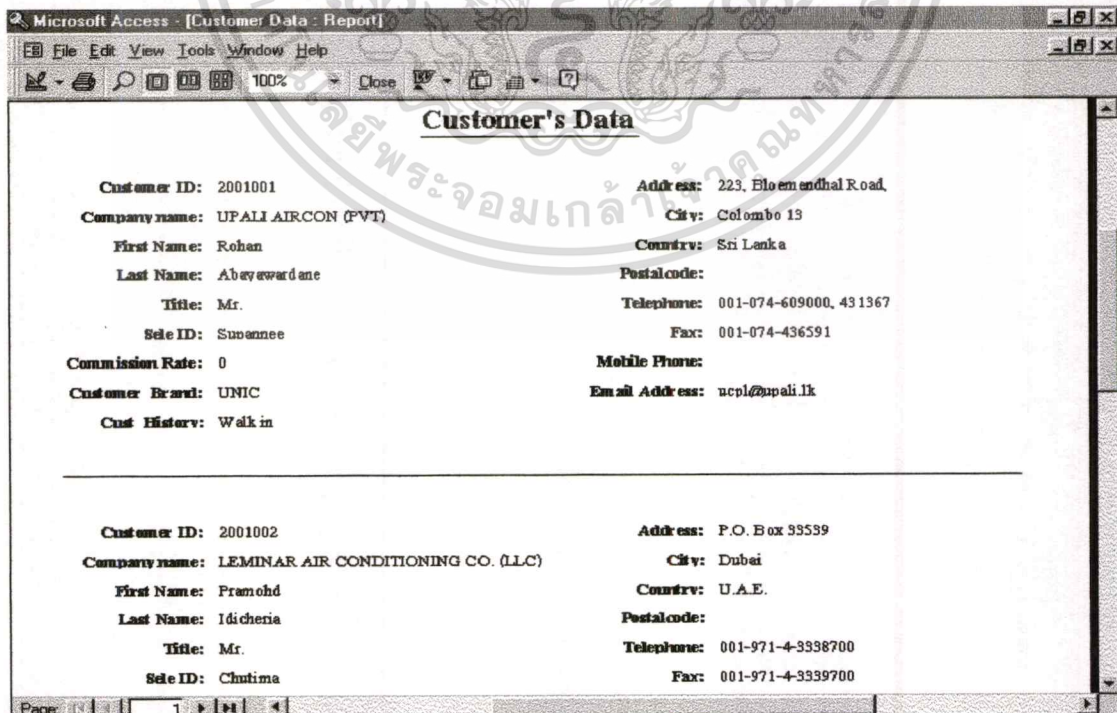 Microsoft Access - [Customer Data : Report]
File Edit View Tools Window Help
100% Close
Customer's Data
Customer ID: 2001001 Address: 223, Bloemendhal Road,
Company name: UPALI AIRCON (PVT) City: Colombo 13
First Name: Rohan Country: Sri Lanka
Last Name: Abayawardane Postalcode:
Title: Mr. Telephone: 001-074-609000, 431367
Sele ID: Supannee Fax: 001-074-436591
Commission Rate: 0 Mobile Phone:
Customer Brand: UNIC Email Address: ucpl@upali.lk
Cust History: Walk in
Customer ID: 2001002 Address: P.O. Box 33539
Company name: LEMINAR AIR CONDITIONING CO. (LLC) City: Dubai
First Name: Pramohd Country: U.A.E.
Last Name: Idicheria Postalcode:
Title: Mr. Telephone: 001-971-4-3338700
Sele ID: Chutima Fax: 001-971-4-3339700
Page: 1